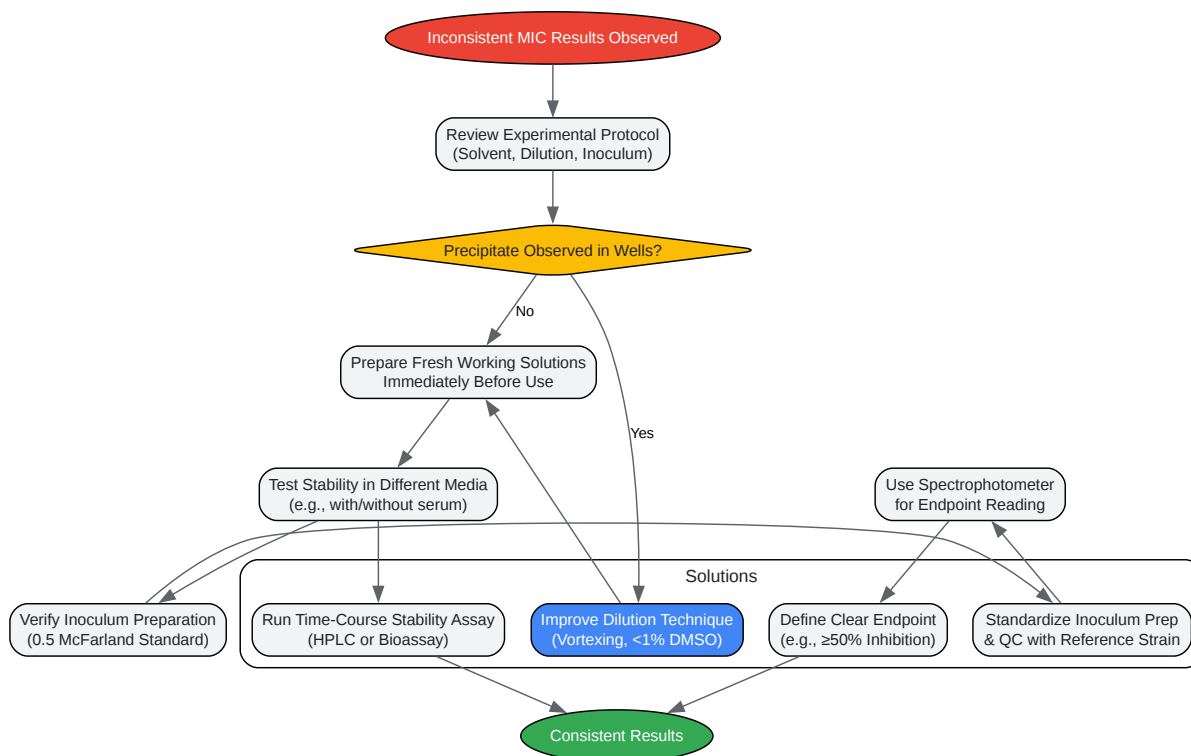 Inconsistent MIC Results Observed
Review Experimental Protocol
(Solvent, Dilution, Inoculum)
Precipitate Observed in Wells?
No
Prepare Fresh Working Solutions
Immediately Before Use
Yes
Test Stability in Different Media
(e.g., with/without serum)
Use Spectrophotometer
for Endpoint Reading
Solutions
Verify Inoculum Preparation
(0.5 McFarland Standard)
Run Time-Course Stability Assay
(HPLC or Bioassay)
Improve Dilution Technique
(Vortexing, <1% DMSO)
Define Clear Endpoint
(e.g., ≥50% Inhibition)
Standardize Inoculum Prep
& QC with Reference Strain
Consistent Results